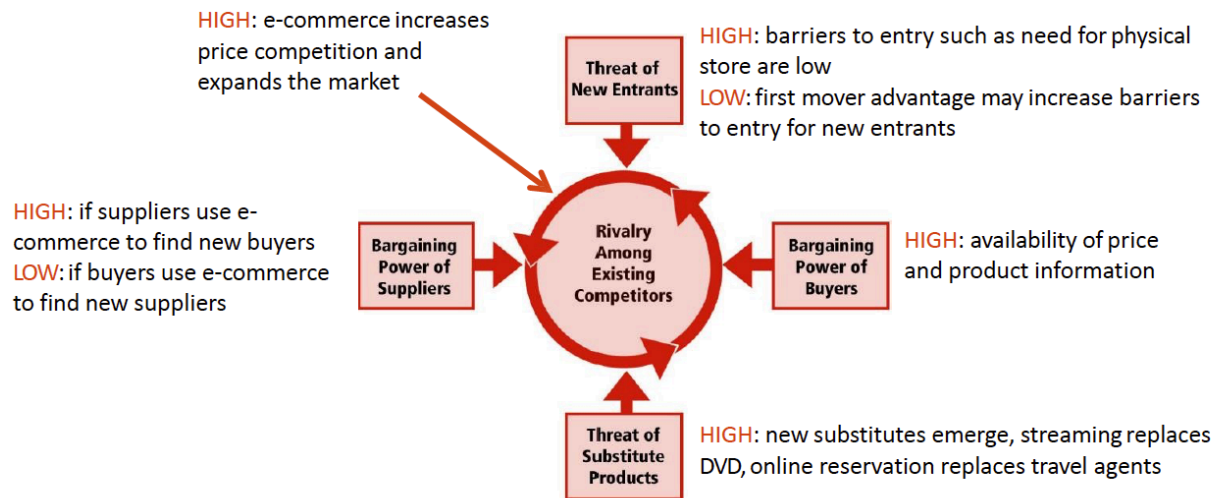 HIGH: e-commerce increases
price competition and
expands the market
Threat of
New Entrants
HIGH: barriers to entry such as need for physical
store are low
LOW: first mover advantage may increase barriers
to entry for new entrants
HIGH: if suppliers use e-
commerce to find new buyers
LOW: if buyers use e-commerce
to find new suppliers
Bargaining
Power of
Suppliers
Rivalry
Among
Existing
Competitors
Bargaining
Power of
Buyers
HIGH: availability of price
and product information
Threat of
Substitute
Products
HIGH: new substitutes emerge, streaming replaces
DVD, online reservation replaces travel agents